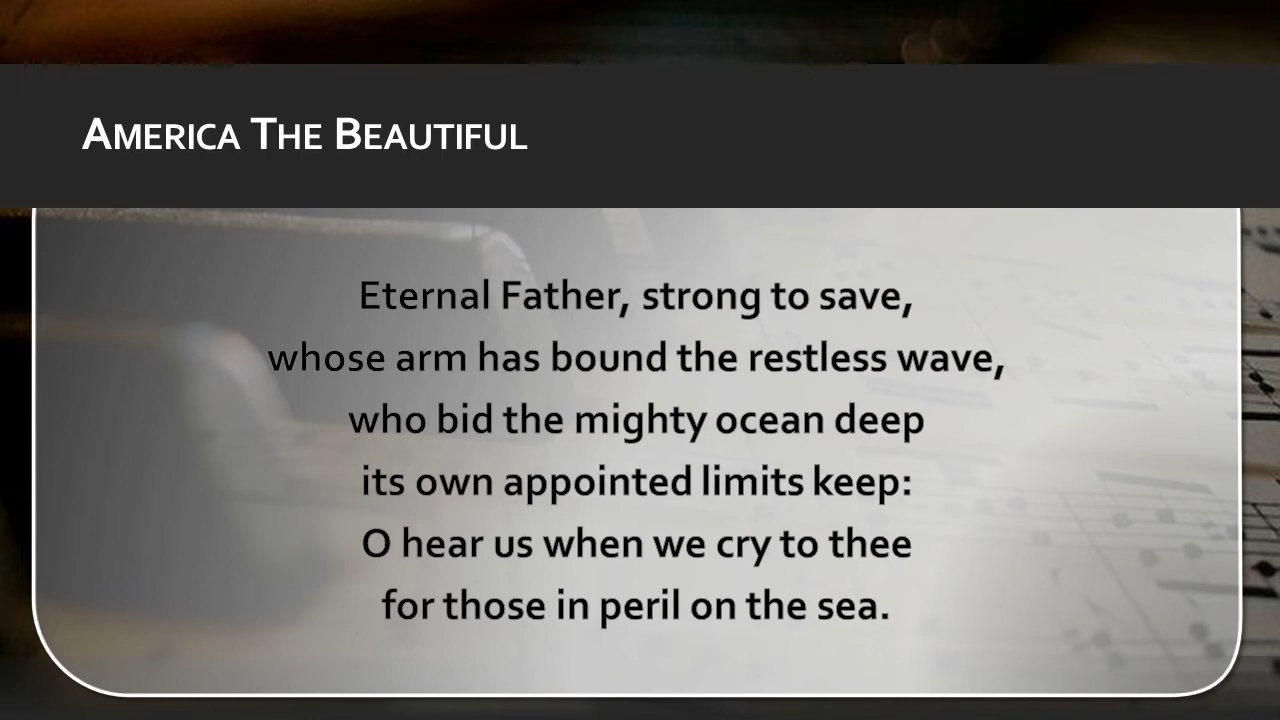 America The Beautiful
Eternal Father, strong to save,
whose arm has bound the restless wave,
who bid the mighty ocean deep
its own appointed limits keep:
O hear us when we cry to thee
for those in peril on the sea.